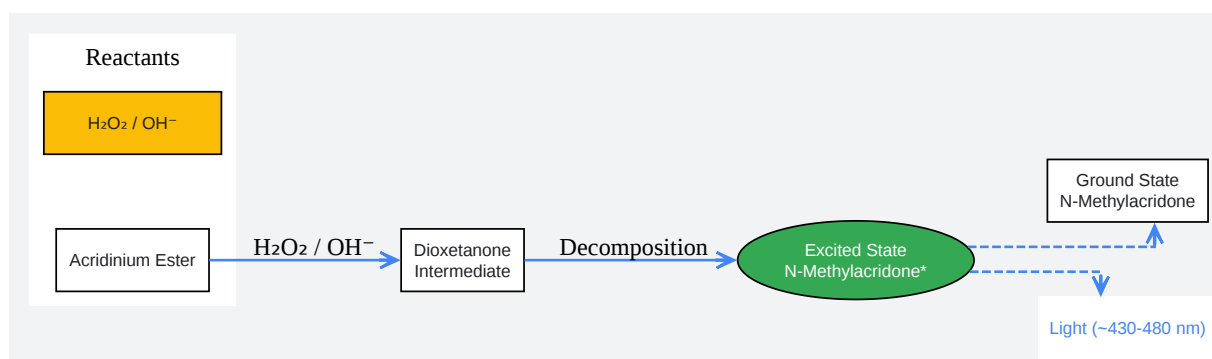 Reactants
H₂O₂ / OH⁻
Acridinium Ester
H₂O₂ / OH⁻
Dioxetanone
Intermediate
Decomposition
Excited State
N-Methylacridone*
Ground State
N-Methylacridone
Light (~430-480 nm)